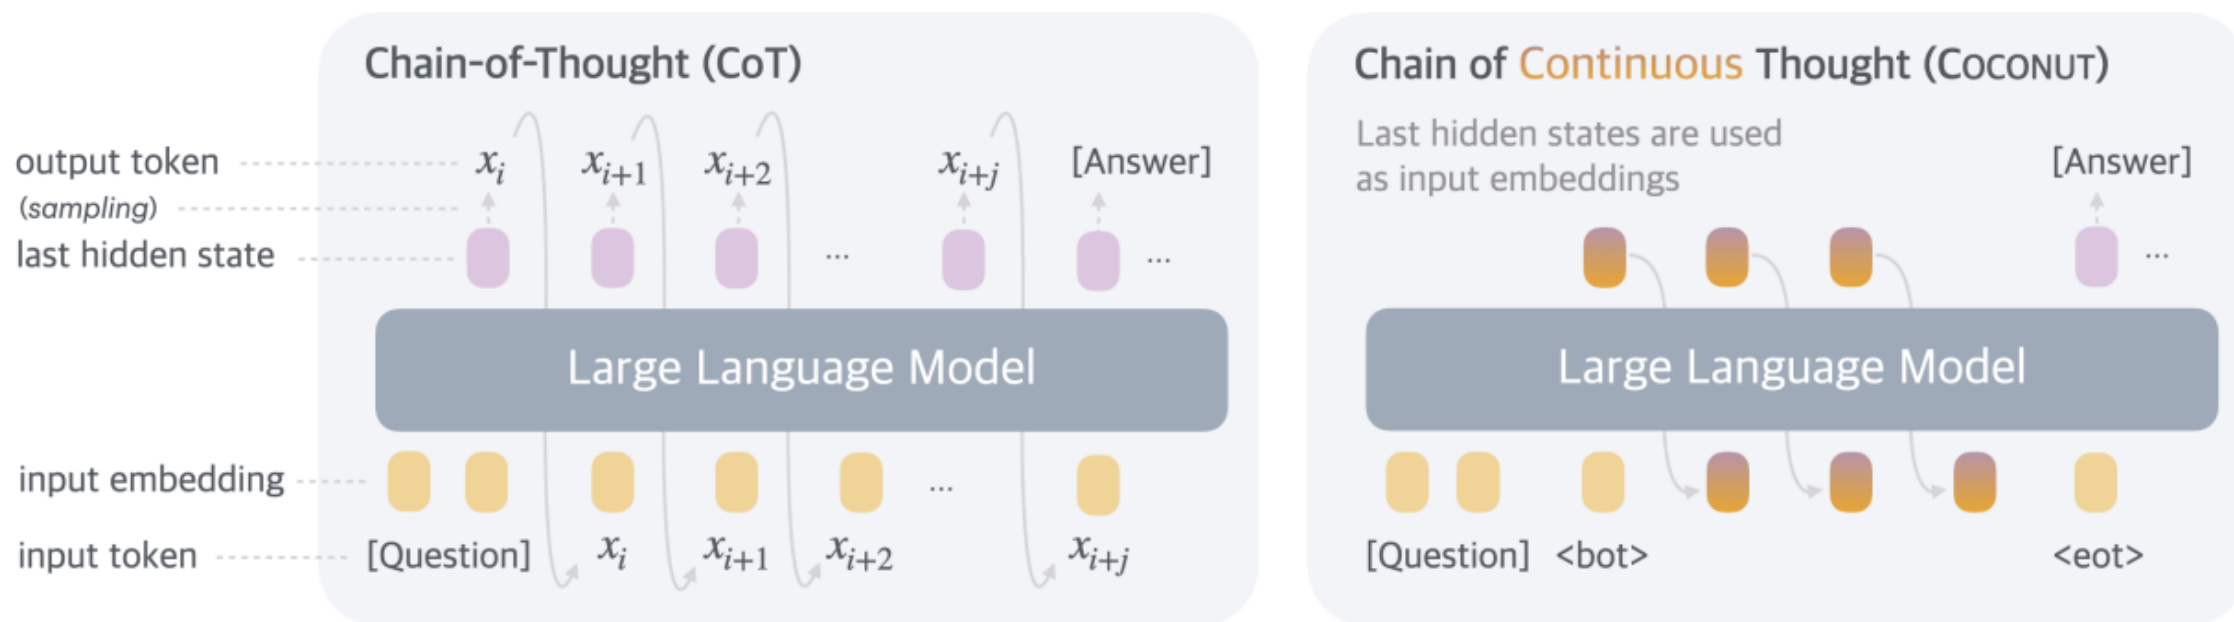 Chain-of-Thought (CoT)
output token
x_i x_{i+1} x_{i+2} x_{i+j} [Answer]
(sampling)
last hidden state
... ...
Large Language Model
input embedding
...
input token
[Question] x_i x_{i+1} x_{i+2} x_{i+j}
Chain of Continuous Thought (COCONUT)
Last hidden states are used
as input embeddings
[Answer]
...
Large Language Model
[Question] <bot> <eot>